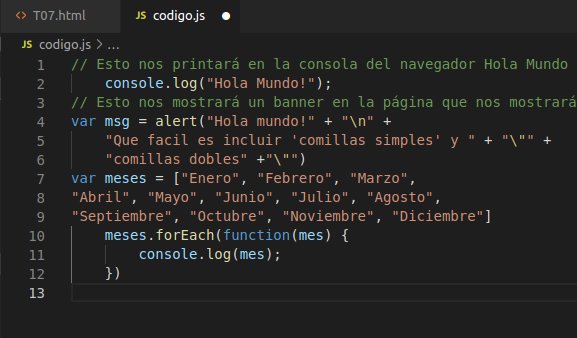 T07.html
JS codigo.js
JS codigo.js > ...
1 // Esto nos printará en la consola del navegador Hola Mundo
2 console.log("Hola Mundo!");
3 // Esto nos mostrará un banner en la página que nos mostrará
4 var msg = alert("Hola mundo!" + "\n" +
5 "Que facil es incluir 'comillas simples' y " + "\"" +
6 "comillas dobles" +"\"")
7 var meses = ["Enero", "Febrero", "Marzo",
8 "Abril", "Mayo", "Junio", "Julio", "Agosto",
9 "Septiembre", "Octubre", "Noviembre", "Diciembre"]
10 meses.forEach(function(mes) {
11 console.log(mes);
12 })
13